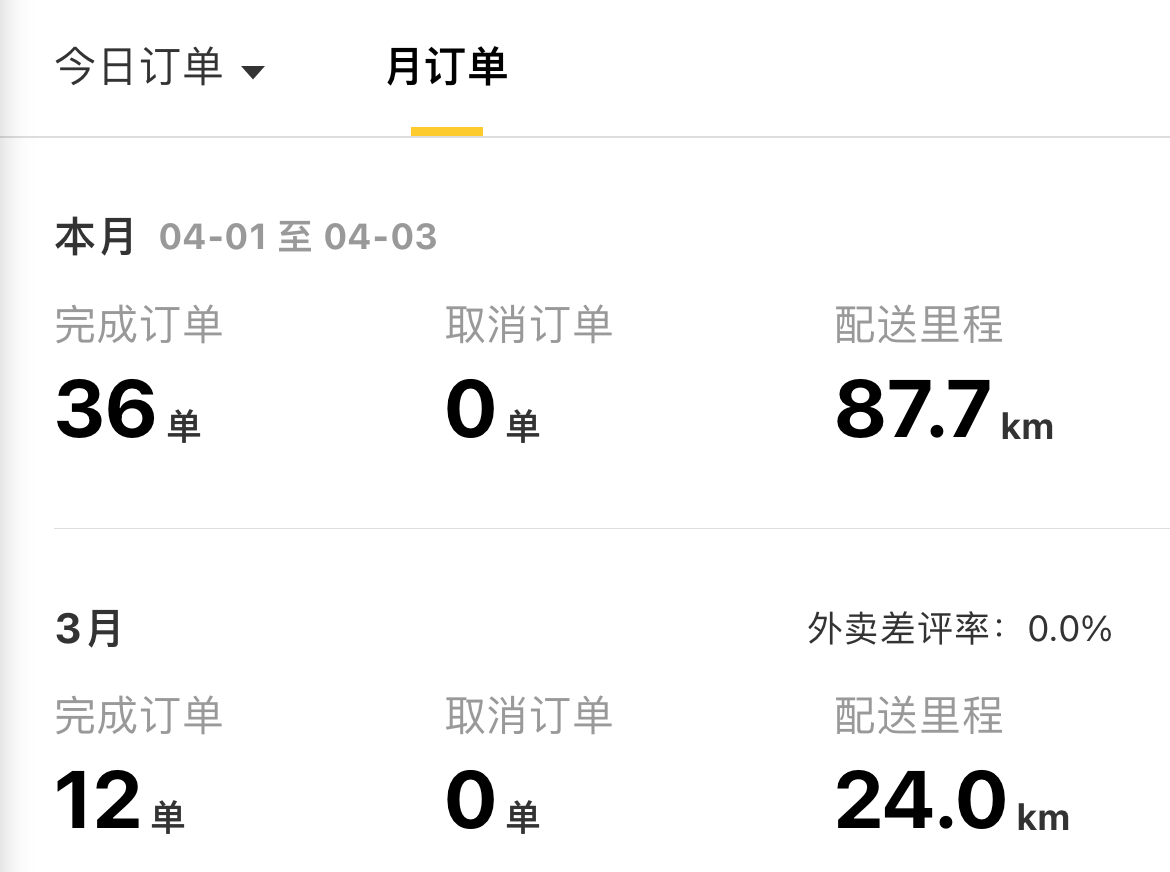 今日订单 月订单
本月 04-01 至 04-03
完成订单 取消订单 配送里程
36 单 0 单 87.7 km
3月 外卖差评率：0.0%
完成订单 取消订单 配送里程
12 单 0 单 24.0 km